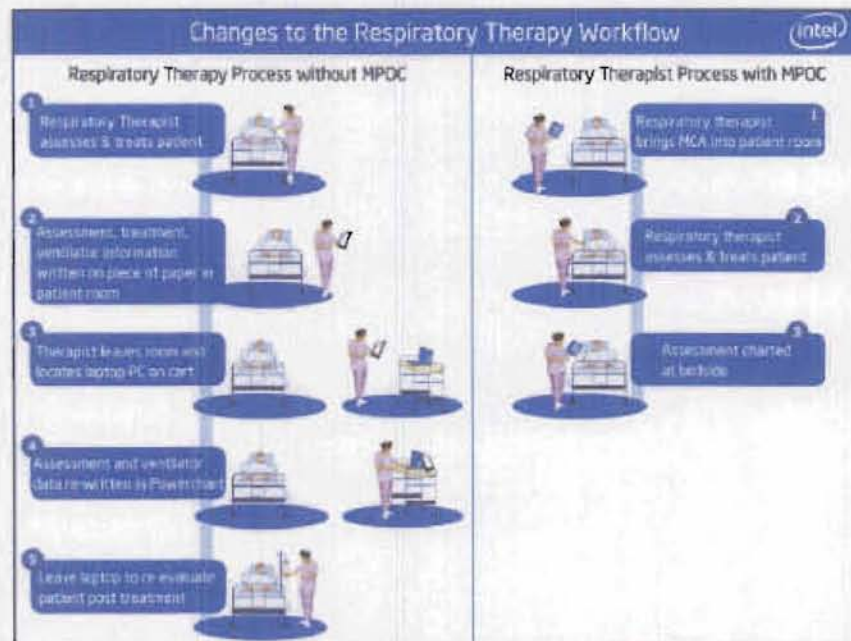 Changes to the Respiratory Therapy Workflow
intel
Respiratory Therapy Process without MPOC
1
Respiratory Therapist
assesses & treats patient
2
Assessment, treatment,
ventilator information
written on piece of paper in
patient room
3
Therapist leaves room and
locates laptop PC on cart
4
Assessment and ventilator
data re-written in Powerchart
5
Leave laptop to re evaluate
patient post treatment
Respiratory Therapist Process with MPOC
1
Respiratory therapist
brings MCA into patient room
2
Respiratory therapist
assesses & treats patient
3
Assessment charted
at bedside